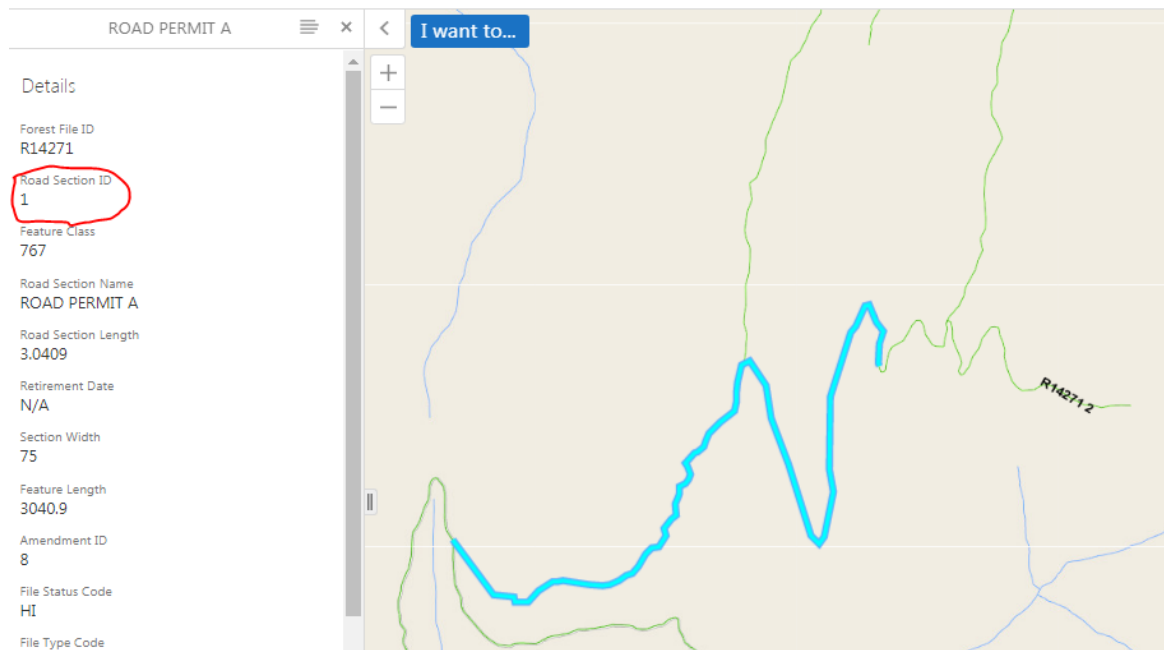 ROAD PERMIT A
I want to...
Details
Forest File ID
R14271
Road Section ID
1
Feature Class
767
Road Section Name
ROAD PERMIT A
Road Section Length
3.0409
Retirement Date
N/A
Section Width
75
Feature Length
3040.9
Amendment ID
8
File Status Code
HI
File Type Code
R14271 2